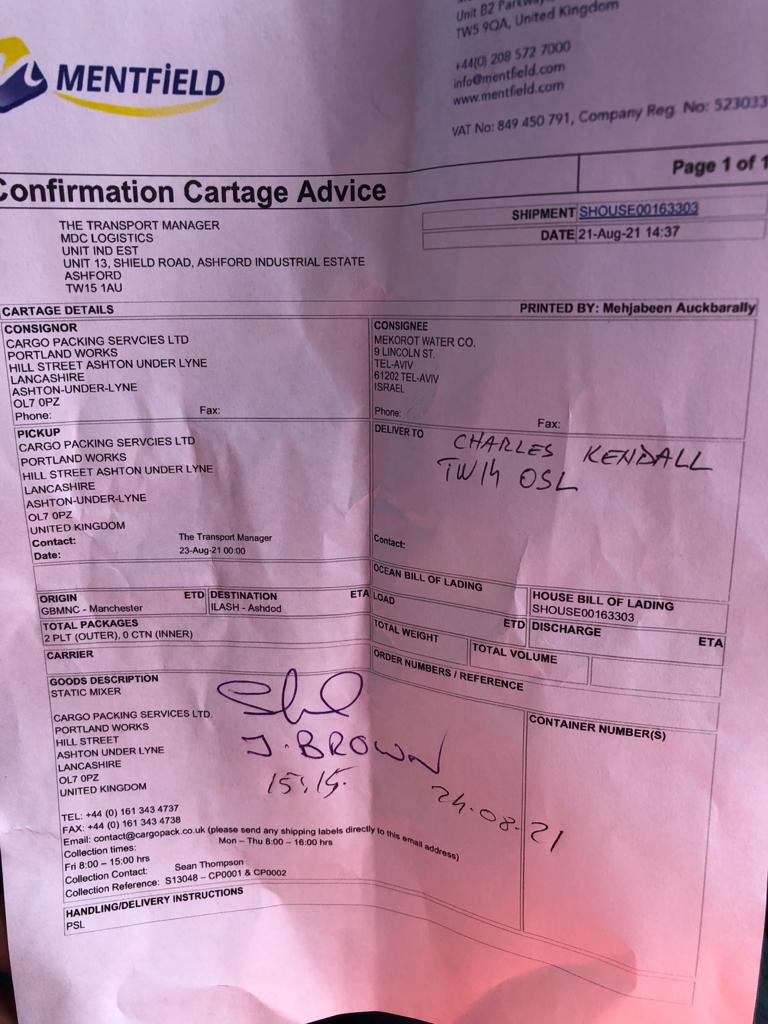 MENTFİELD
Unit B2 Parkway
TW5 9QA, United Kingdom
+44(0) 208 572 7000
info@mentfield.com
www.mentfield.com
VAT No: 849 450 791, Company Reg. No: 523033
Page 1 of 1
Confirmation Cartage Advice
SHIPMENT SHOUSE00163303
DATE 21-Aug-21 14:37
THE TRANSPORT MANAGER
MDC LOGISTICS
UNIT IND EST
UNIT 13, SHIELD ROAD, ASHFORD INDUSTRIAL ESTATE
ASHFORD
TW15 1AU
CARTAGE DETAILS
PRINTED BY: Mehjabeen Auckbarally
CONSIGNOR
CARGO PACKING SERVCIES LTD
PORTLAND WORKS
HILL STREET ASHTON UNDER LYNE
LANCASHIRE
ASHTON-UNDER-LYNE
OL7 0PZ
Phone: Fax:
CONSIGNEE
MEKOROT WATER CO.
9 LINCOLN ST.
TEL-AVIV
61202 TEL-AVIV
ISRAEL
Phone: Fax:
PICKUP
CARGO PACKING SERVCIES LTD
PORTLAND WORKS
HILL STREET ASHTON UNDER LYNE
LANCASHIRE
ASHTON-UNDER-LYNE
OL7 0PZ
UNITED KINGDOM
Contact: The Transport Manager
Date: 23-Aug-21 00:00
DELIVER TO
CHARLES KENDALL
TW14 0SL
Contact:
ORIGIN ETD
GBMNC - Manchester
DESTINATION ETA
ILASH - Ashdod
OCEAN BILL OF LADING
HOUSE BILL OF LADING
SHOUSE00163303
LOAD ETD
DISCHARGE ETA
TOTAL PACKAGES
2 PLT (OUTER), 0 CTN (INNER)
TOTAL WEIGHT
TOTAL VOLUME
CARRIER
ORDER NUMBERS / REFERENCE
GOODS DESCRIPTION
STATIC MIXER
CONTAINER NUMBER(S)
CARGO PACKING SERVICES LTD.
PORTLAND WORKS
HILL STREET
ASHTON UNDER LYNE
LANCASHIRE
OL7 0PZ
UNITED KINGDOM
J. BROWN
15:15.
24.08.21
TEL: +44 (0) 161 343 4737
FAX: +44 (0) 161 343 4738
Email: contact@cargopack.co.uk (please send any shipping labels directly to this email address)
Collection times: Mon – Thu 8:00 – 16:00 hrs
Fri 8:00 – 15:00 hrs
Collection Contact: Sean Thompson
Collection Reference: S13048 – CP0001 & CP0002
HANDLING/DELIVERY INSTRUCTIONS
PSL